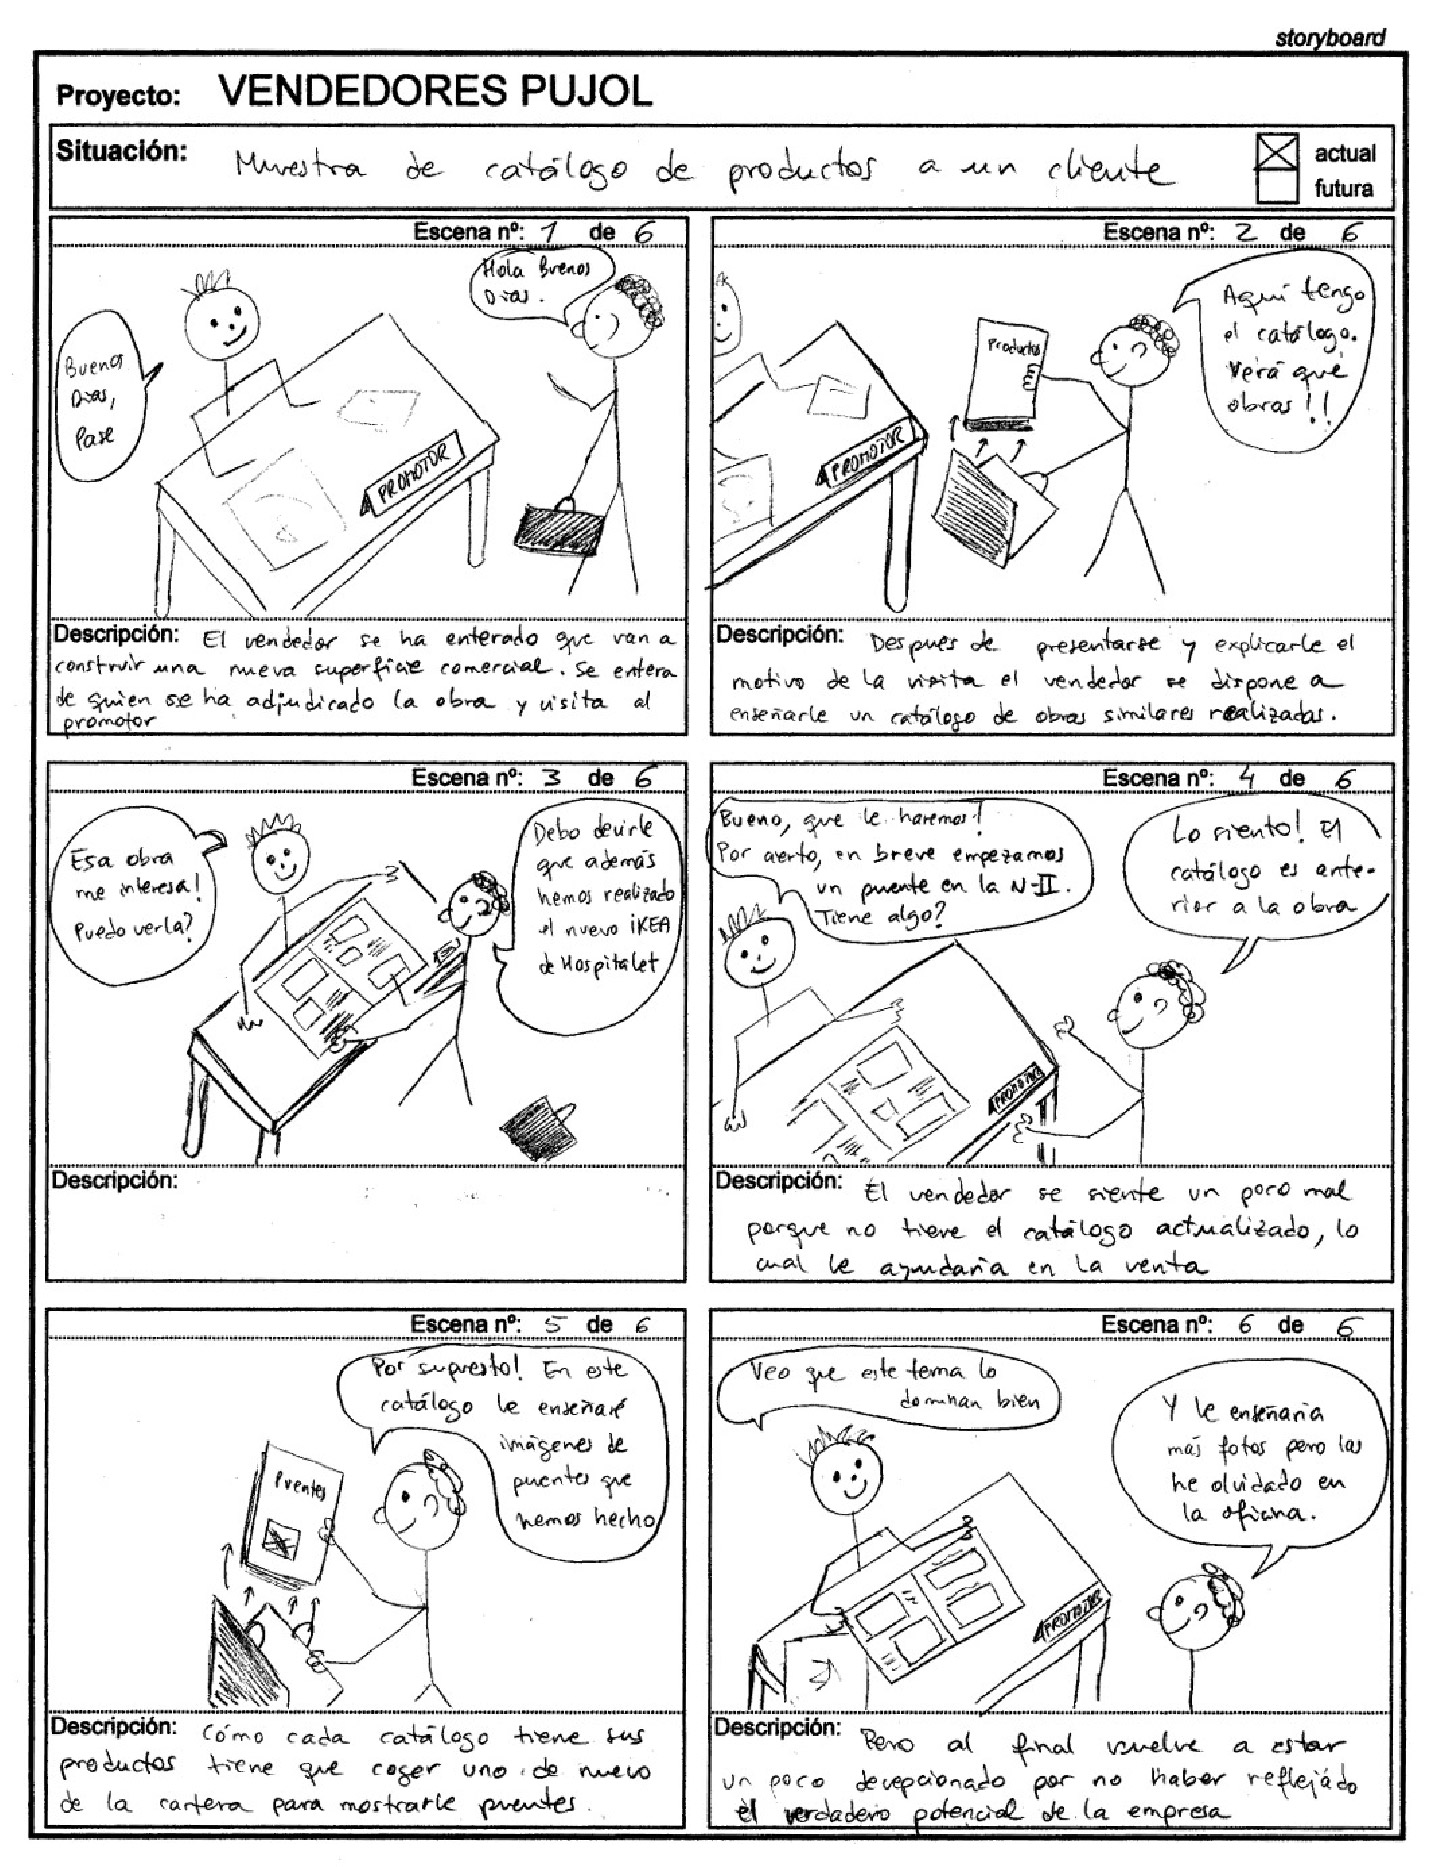 storyboard
Proyecto: VENDEDORES PUJOL
Situación: Muestra de catálogo de productos a un cliente
actual
futura
Escena nº: 1 de 6
Hola Buenos
Días.
Buenos
Días,
Pase
PROMOTOR
Descripción: El vendedor se ha enterado que van a
construir una nueva superficie comercial. Se entera
de quien se ha adjudicado la obra y visita al
promotor
Escena nº: 2 de 6
Aquí tengo
el catálogo.
Verá qué
obras!!
Productos
PROMOTOR
Descripción: Despues de presentarse y explicarle el
motivo de la visita el vendedor se dispone a
enseñarle un catálogo de obras similares realizadas.
Escena nº: 3 de 6
Esa obra
me interesa!
Puedo verla?
Debo decirle
que además
hemos realizado
el nuevo iKEA
de Hospitalet
Descripción:
Escena nº: 4 de 6
Bueno, que le haremos!
Por cierto, en breve empezamos
un puente en la N-II.
Tiene algo?
Lo siento! El
catálogo es ante-
rior a la obra
PROMOTOR
Descripción: El vendedor se siente un poco mal
porque no tiene el catálogo actualizado, lo
cual le ayudaria en la venta
Escena nº: 5 de 6
Por supuesto! En este
catálogo le enseñaré
imágenes de
puentes que
hemos hecho
Puentes
Descripción: Cómo cada catálogo tiene sus
productos tiene que coger uno de nuevo
de la cartera para mostrarle puentes.
Escena nº: 6 de 6
Veo que este tema lo
dominan bien
Y le enseñaria
más fotos pero las
he olvidado en
la oficina.
PROMOTOR
Descripción: Pero al final vuelve a estar
un poco decepcionado por no haber reflejado
el verdadero potencial de la empresa